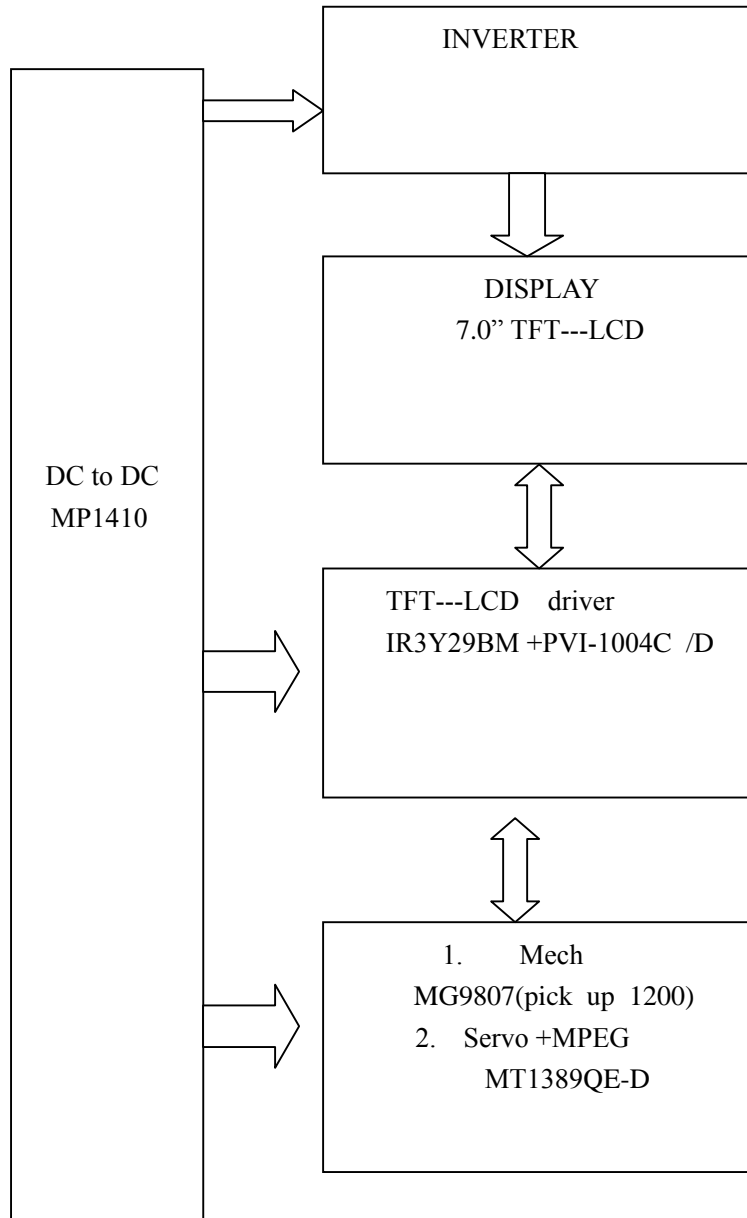 INVERTER
DISPLAY
7.0” TFT---LCD
DC to DC
MP1410
TFT---LCD driver
IR3Y29BM +PVI-1004C /D
1. Mech
MG9807(pick up 1200)
2. Servo +MPEG
MT1389QE-D